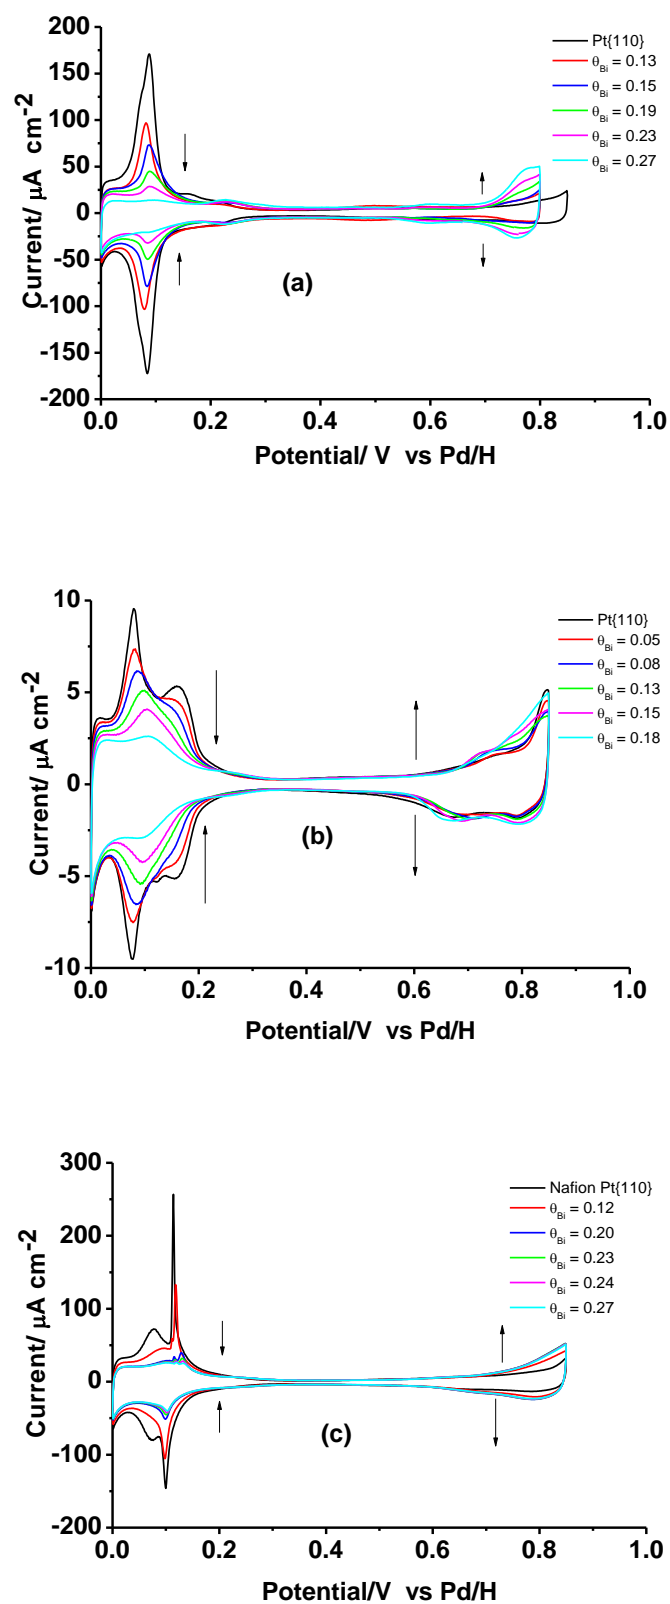 200
150
100
50
0
-50
-100
-150
-200
Current/ μA cm-2
Pt{110}
θBi = 0.13
θBi = 0.15
θBi = 0.19
θBi = 0.23
θBi = 0.27
(a)
0.0 0.2 0.4 0.6 0.8 1.0
Potential/ V vs Pd/H
10
5
0
-5
-10
Current/ μA cm-2
Pt{110}
θBi = 0.05
θBi = 0.08
θBi = 0.13
θBi = 0.15
θBi = 0.18
(b)
0.0 0.2 0.4 0.6 0.8 1.0
Potential/V vs Pd/H
300
200
100
0
-100
-200
Current/ μA cm-2
Nafion Pt{110}
θBi = 0.12
θBi = 0.20
θBi = 0.23
θBi = 0.24
θBi = 0.27
(c)
0.0 0.2 0.4 0.6 0.8 1.0
Potential/V vs Pd/H